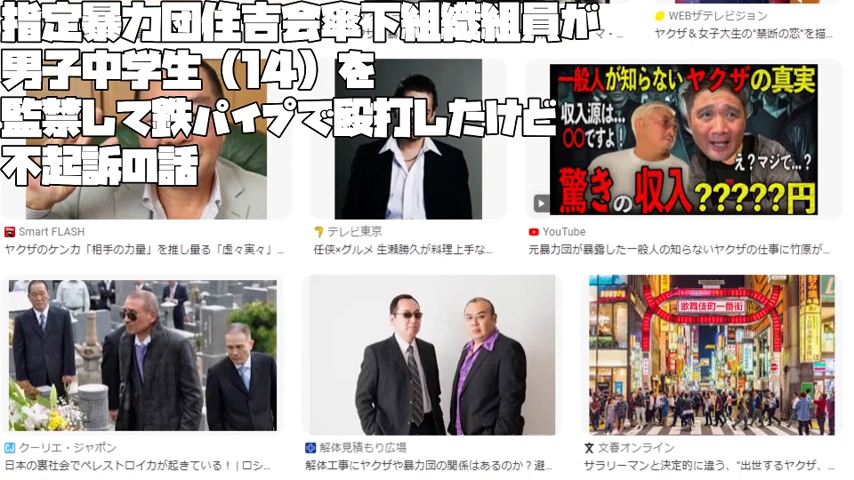 指定暴力団住吉会傘下組織組員が
男子中学生（14）を
監禁して鉄パイプで殴打したけど
不起訴の話
マ・...
WEBザテレビジョン
ヤクザ＆女子大生の“禁断の恋”を描...
一般人が知らないヤクザの真実
収入源は...
〇〇ですよ！
え？マジで...？
驚きの収入?????円
Smart FLASH
ヤクザのケンカ「相手の力量」を推し量る「虚々実々」...
テレビ東京
任侠×グルメ 生瀬勝久が料理上手な...
YouTube
元暴力団が暴露した一般人の知らないヤクザの仕事に竹原が...
歌舞伎町一番街
クーリエ・ジャポン
日本の裏社会でペレストロイカが起きている！ | ロシ...
解体見積もり広場
解体工事にヤクザや暴力団の関係はあるのか？避...
文春オンライン
サラリーマンと決定的に違う、“出世するヤクザ、...